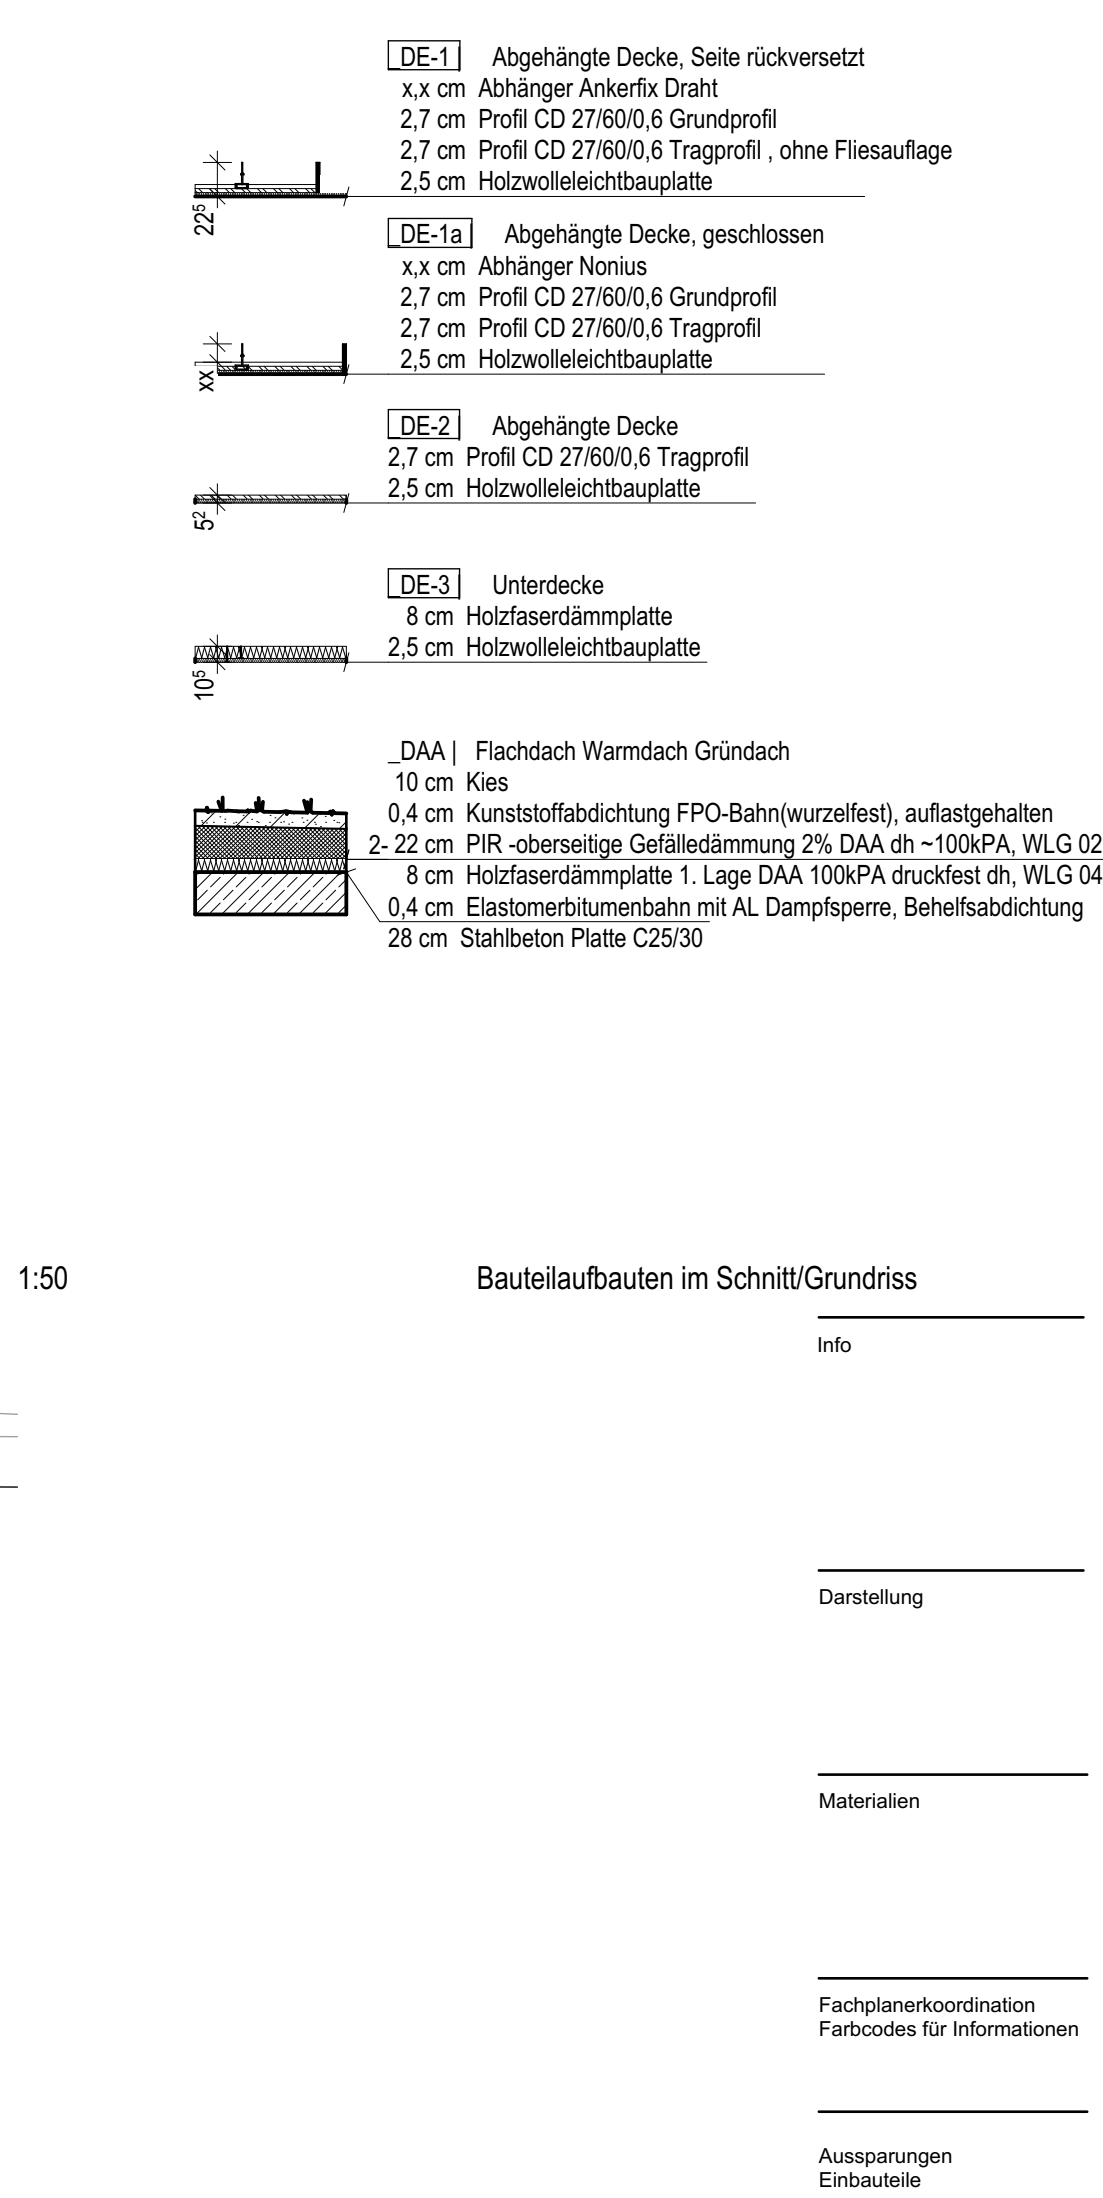 _DE-1 | Abgehängte Decke, Seite rückversetzt
x,x cm Abhänger Ankerfix Draht
2,7 cm Profil CD 27/60/0,6 Grundprofil
2,7 cm Profil CD 27/60/0,6 Tragprofil , ohne Fliesauflage
2,5 cm Holzwolleleichtbauplatte
22⁵
_DE-1a | Abgehängte Decke, geschlossen
x,x cm Abhänger Nonius
2,7 cm Profil CD 27/60/0,6 Grundprofil
2,7 cm Profil CD 27/60/0,6 Tragprofil
2,5 cm Holzwolleleichtbauplatte
xx
_DE-2 | Abgehängte Decke
2,7 cm Profil CD 27/60/0,6 Tragprofil
2,5 cm Holzwolleleichtbauplatte
5²
_DE-3 | Unterdecke
8 cm Holzfaserdämmplatte
2,5 cm Holzwolleleichtbauplatte
10⁵
_DAA | Flachdach Warmdach Gründach
10 cm Kies
0,4 cm Kunststoffabdichtung FPO-Bahn(wurzelfest), auflastgehalten
2- 22 cm PIR -oberseitige Gefälledämmung 2% DAA dh ~100kPA, WLG 02
8 cm Holzfaserdämmplatte 1. Lage DAA 100kPA druckfest dh, WLG 04
0,4 cm Elastomerbitumenbahn mit AL Dampfsperre, Behelfsabdichtung
28 cm Stahlbeton Platte C25/30
1:50 Bauteilaufbauten im Schnitt/Grundriss
Info
Darstellung
Materialien
Fachplanerkoordination
Farbcodes für Informationen
Aussparungen
Einbauteile